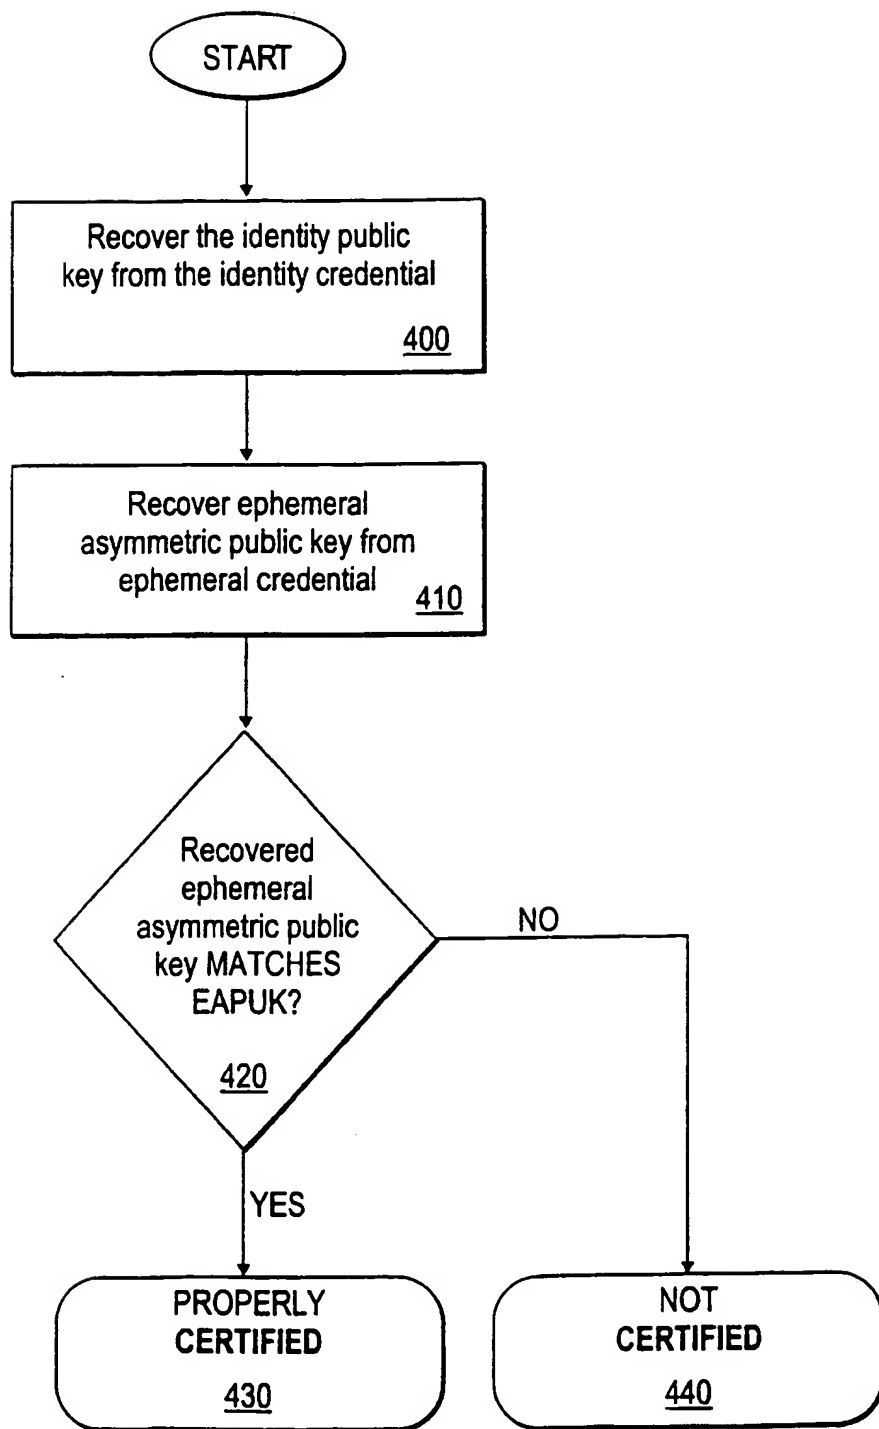 START
Recover the identity public
key from the identity credential
400
Recover ephemeral
asymmetric public key from
ephemeral credential
410
Recovered
ephemeral
asymmetric public
key MATCHES
EAPUK?
420
NO
YES
PROPERLY
CERTIFIED
430
NOT
CERTIFIED
440